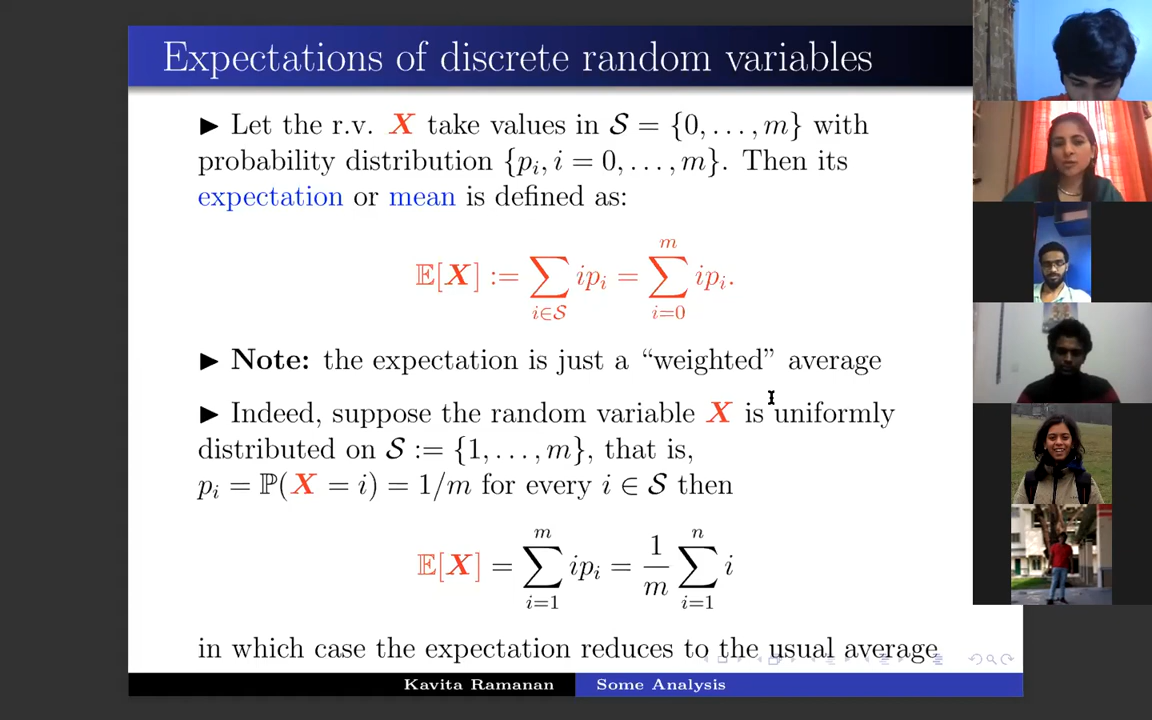 Expectations of discrete random variables
▶ Let the r.v. X take values in 𝒮 = {0, . . . , m} with
probability distribution {pᵢ, i = 0, . . . , m}. Then its
expectation or mean is defined as:
𝔼[X] := ∑_{i∈𝒮} ipᵢ = ∑_{i=0}^{m} ipᵢ.
▶ Note: the expectation is just a “weighted” average
▶ Indeed, suppose the random variable X is uniformly
distributed on 𝒮 := {1, . . . , m}, that is,
pᵢ = ℙ(X = i) = 1/m for every i ∈ 𝒮 then
𝔼[X] = ∑_{i=1}^{m} ipᵢ = \frac{1}{m} ∑_{i=1}^{n} i
in which case the expectation reduces to the usual average
Kavita Ramanan Some Analysis